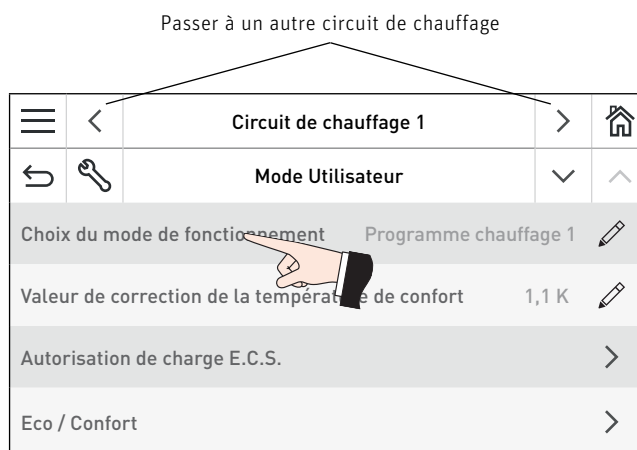 Passer à un autre circuit de chauffage
Circuit de chauffage 1
Mode Utilisateur
Choix du mode de fonctionnement Programme chauffage 1
Valeur de correction de la température de confort 1,1 K
Autorisation de charge E.C.S.
Eco / Confort